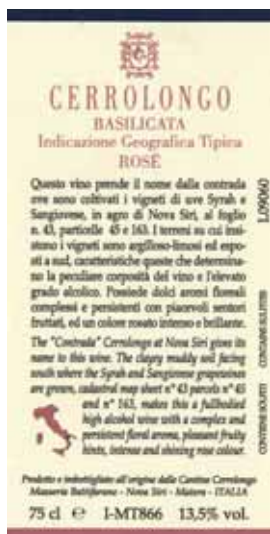 CERROLONGO
BASILICATA
Indicazione Geografica Tipica
ROSÉ
Questo vino prende il nome dalla contrada
ove sono coltivati i vigneti di uve Syrah e
Sangiovese, in agro di Nova Siri, al foglio
n. 43, particelle 45 e 163. I terreni su cui insi-
stono i vigneti sono argilloso-limosi ed espo-
sti a sud, caratteristiche queste che determina-
no la peculiare corposità del vino e l'elevato
grado alcolico. Possiede dolci aromi floreali
complessi e persistenti con piacevoli sentori
fruttati, ed un colore rosato intenso e brillante.
The "Contrada" Cerrolongo at Nova Siri gives its
name to this wine. The clayey muddy soil facing
south where the Syrah and Sangiovese grapevines
are grown, cadastral map sheet n° 43 parcels n° 45
and n° 163, makes this a fullbodied
high alcohol wine with a complex and
persistent floral aroma, pleasant fruity
hints, intense and shining rose colour.
Prodotto e imbottigliato all'origine dalle Cantine Cerrolongo
Masseria Battifarano - Nova Siri - Matera - ITALIA
75 cl e I-MT866 13,5% vol.
CONTIENE SOLFITI CONTAINS SULFITES L.09060